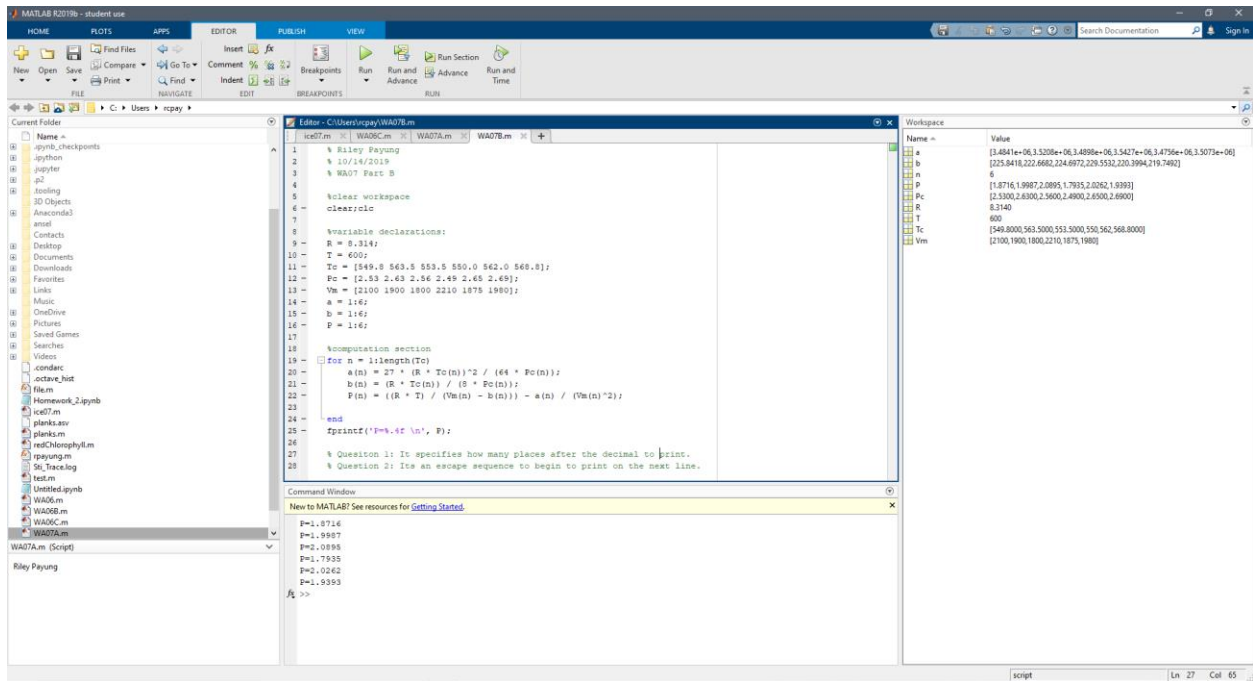 MATLAB R2019b - student use
HOME PLOTS APPS EDITOR PUBLISH VIEW
Search Documentation Sign In
New Open Save Find Files Compare Print
Go To Find
Insert fx Comment % Indent
Breakpoints Run Run and Advance Run Section Advance Run and Time
FILE NAVIGATE EDIT BREAKPOINTS RUN
C: Users rcpay
Current Folder
Name
.ipynb_checkpoints
.ipython
.jupyter
.p2
.tooling
3D Objects
Anaconda3
ansel
Contacts
Desktop
Documents
Downloads
Favorites
Links
Music
OneDrive
Pictures
Saved Games
Searches
Videos
.condarc
.octave_hist
file.m
Homework_2.ipynb
ice07.m
planks.asv
planks.m
redChlorophyll.m
rpayung.m
Sti_Trace.log
test.m
Untitled.ipynb
WA06.m
WA06B.m
WA06C.m
WA07A.m
WA07A.m (Script)
Riley Payung
Editor - C:\Users\rcpay\WA07B.m
ice07.m WA06C.m WA07A.m WA07B.m +
1 % Riley Payung
2 % 10/14/2019
3 % WA07 Part B
4
5 %clear workspace
6 - clear;clc
7
8 %variable declarations:
9 - R = 8.314;
10 - T = 600;
11 - Tc = [549.8 563.5 553.5 550.0 562.0 568.8];
12 - Pc = [2.53 2.63 2.56 2.49 2.65 2.69];
13 - Vm = [2100 1900 1800 2210 1875 1980];
14 - a = 1:6;
15 - b = 1:6;
16 - P = 1:6;
17
18 %computation section
19 - for n = 1:length(Tc)
20 - a(n) = 27 * (R * Tc(n))^2 / (64 * Pc(n));
21 - b(n) = (R * Tc(n)) / (8 * Pc(n));
22 - P(n) = ((R * T) / (Vm(n) - b(n))) - a(n) / (Vm(n)^2);
23
24 - end
25 - fprintf('P=%.4f \n', P);
26
27 % Quesiton 1: It specifies how many places after the decimal to print.
28 % Question 2: Its an escape sequence to begin to print on the next line.
Command Window
New to MATLAB? See resources for Getting Started.
P=1.8716
P=1.9987
P=2.0895
P=1.7935
P=2.0262
P=1.9393
fx >>
Workspace
Name Value
a [3.4841e+06,3.5208e+06,3.4898e+06,3.5427e+06,3.4756e+06,3.5073e+06]
b [225.8418,222.6682,224.6972,229.5532,220.3994,219.7492]
n 6
P [1.8716,1.9987,2.0895,1.7935,2.0262,1.9393]
Pc [2.5300,2.6300,2.5600,2.4900,2.6500,2.6900]
R 8.3140
T 600
Tc [549.8000,563.5000,553.5000,550,562,568.8000]
Vm [2100,1900,1800,2210,1875,1980]
script Ln 27 Col 65